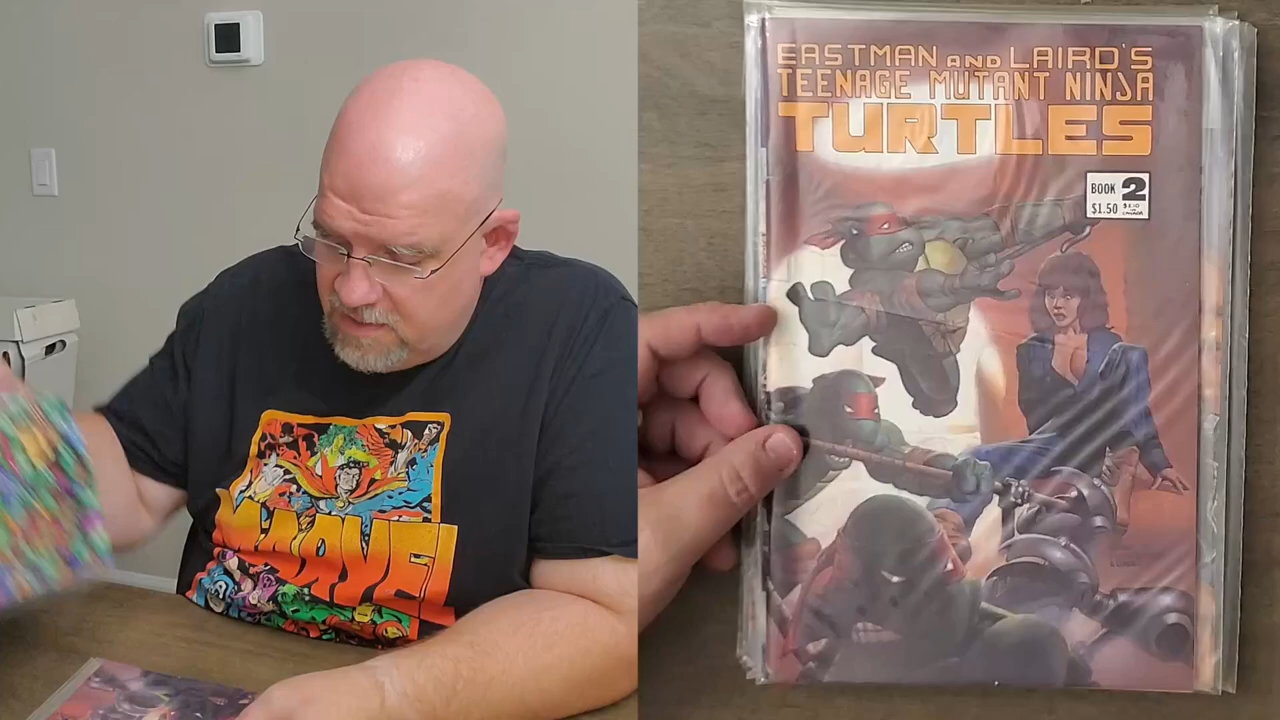 MARVEL
EASTMAN AND LAIRD'S
TEENAGE MUTANT NINJA
TURTLES
BOOK 2
$1.50